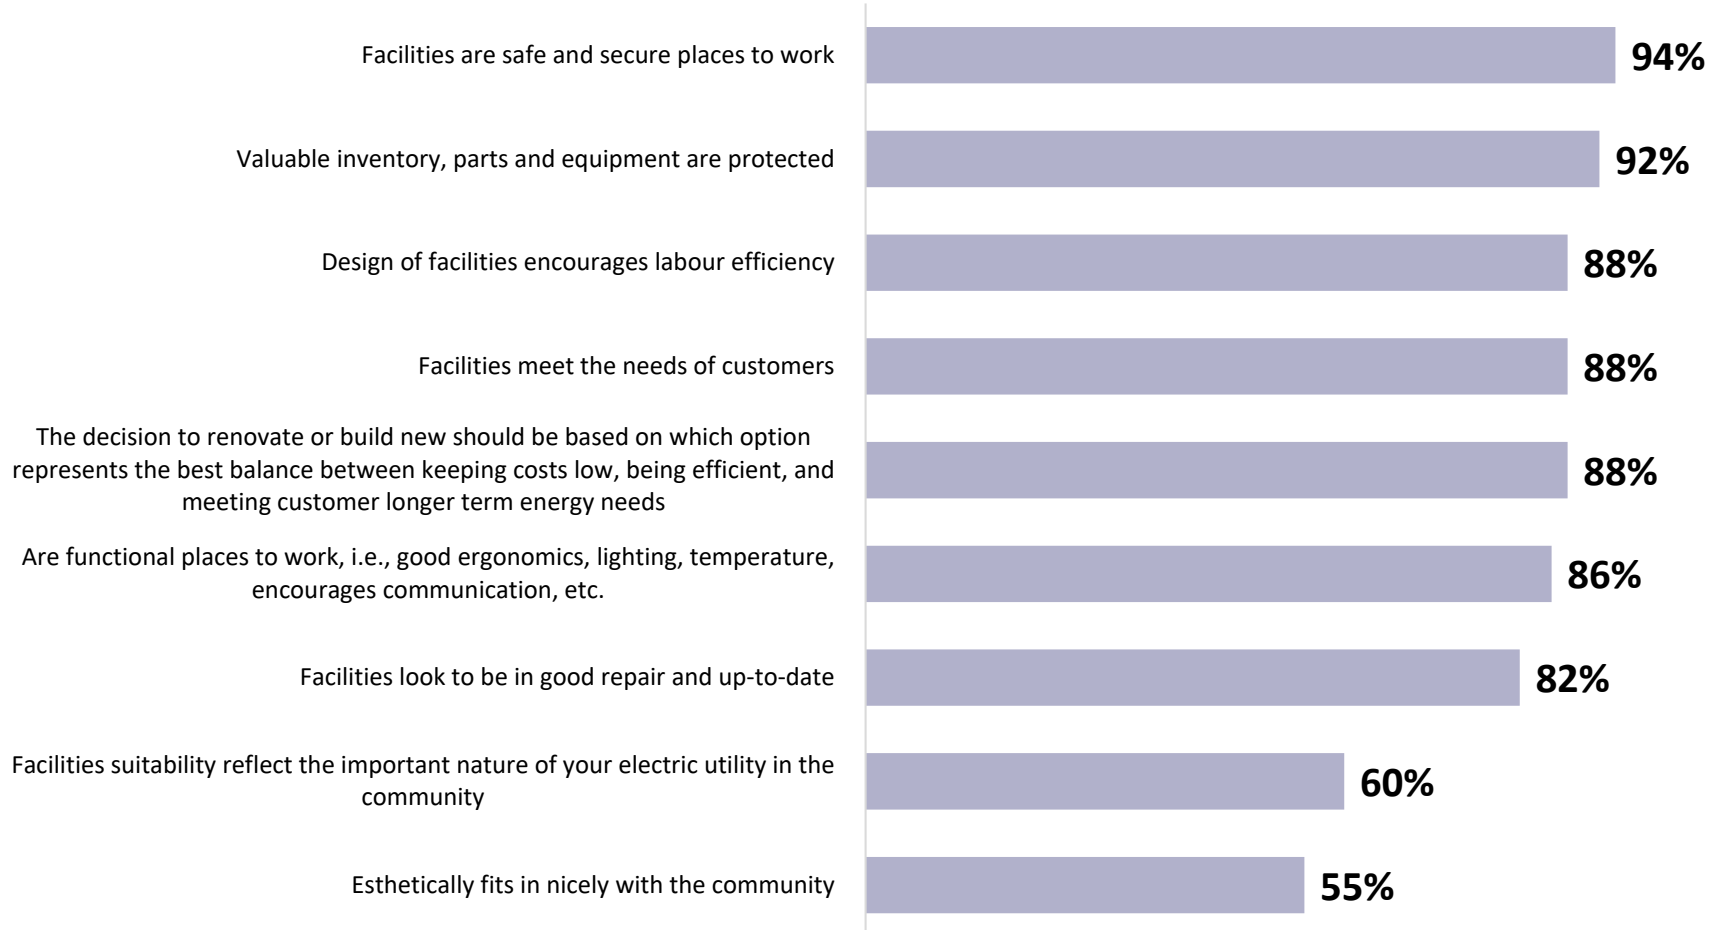 Facilities are safe and secure places to work
94%
Valuable inventory, parts and equipment are protected
92%
Design of facilities encourages labour efficiency
88%
Facilities meet the needs of customers
88%
The decision to renovate or build new should be based on which option
represents the best balance between keeping costs low, being efficient, and
meeting customer longer term energy needs
88%
Are functional places to work, i.e., good ergonomics, lighting, temperature,
encourages communication, etc.
86%
Facilities look to be in good repair and up-to-date
82%
Facilities suitability reflect the important nature of your electric utility in the
community
60%
Esthetically fits in nicely with the community
55%